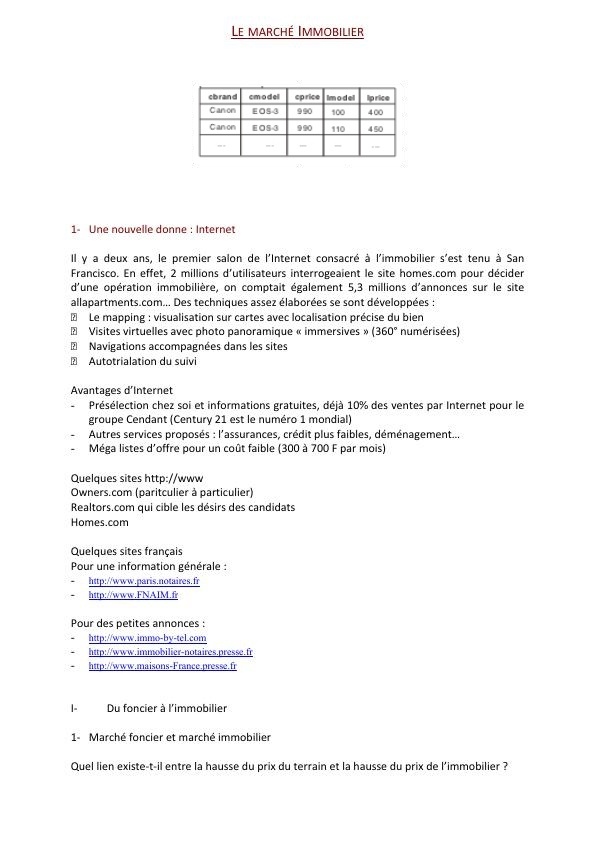 LE MARCHÉ IMMOBILIER
cbrand cmodel cprice lmodel lprice
Canon EOS-3 990 100 400
Canon EOS-3 990 110 450
... ... ... ... ...
1- Une nouvelle donne : Internet
Il y a deux ans, le premier salon de l’Internet consacré à l’immobilier s’est tenu à San
Francisco. En effet, 2 millions d’utilisateurs interrogeaient le site homes.com pour décider
d’une opération immobilière, on comptait également 5,3 millions d’annonces sur le site
allapartments.com… Des techniques assez élaborées se sont développées :
Le mapping : visualisation sur cartes avec localisation précise du bien
Visites virtuelles avec photo panoramique « immersives » (360° numérisées)
Navigations accompagnées dans les sites
Autotrialation du suivi
Avantages d’Internet
- Présélection chez soi et informations gratuites, déjà 10% des ventes par Internet pour le
groupe Cendant (Century 21 est le numéro 1 mondial)
- Autres services proposés : l’assurances, crédit plus faibles, déménagement…
- Méga listes d’offre pour un coût faible (300 à 700 F par mois)
Quelques sites http://www
Owners.com (paritculier à particulier)
Realtors.com qui cible les désirs des candidats
Homes.com
Quelques sites français
Pour une information générale :
- http://www.paris.notaires.fr
- http://www.FNAIM.fr
Pour des petites annonces :
- http://www.immo-by-tel.com
- http://www.immobilier-notaires.presse.fr
- http://www.maisons-France.presse.fr
I- Du foncier à l’immobilier
1- Marché foncier et marché immobilier
Quel lien existe-t-il entre la hausse du prix du terrain et la hausse du prix de l’immobilier ?